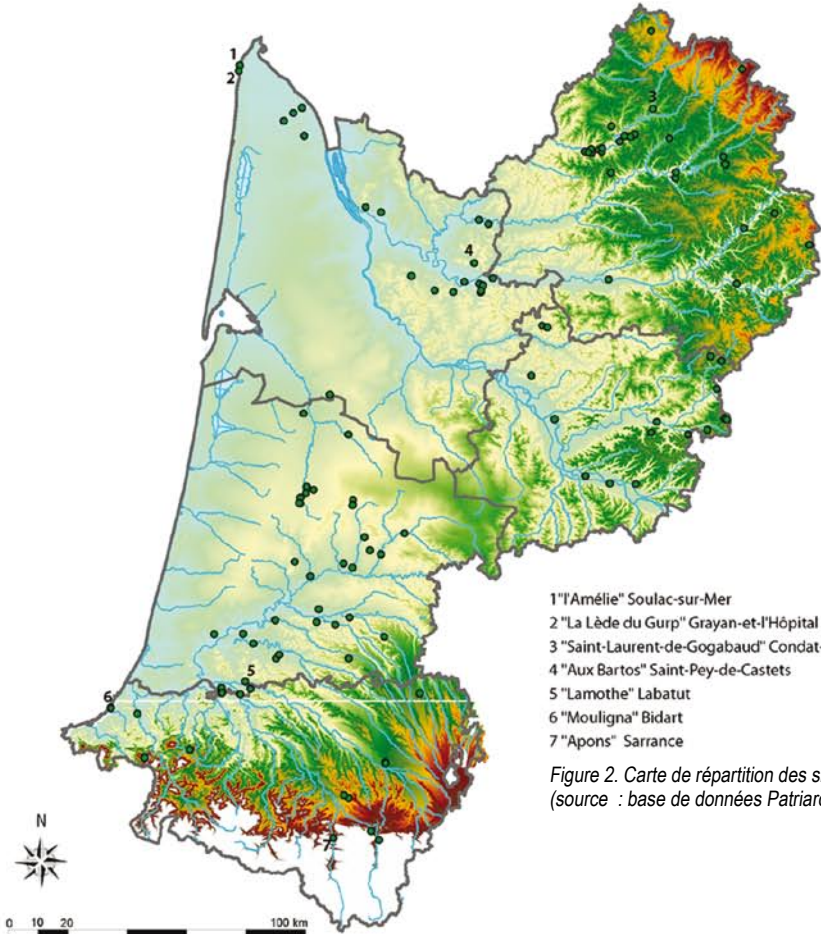 1
2
3
4
5
6
7
1 "l'Amélie" Soulac-sur-Mer
2 "La Lède du Gurp" Grayan-et-l'Hôpital
3 "Saint-Laurent-de-Gogabaud" Condat-
4 "Aux Bartos" Saint-Pey-de-Castets
5 "Lamothe" Labatut
6 "Mouligna" Bidart
7 "Apons" Sarrance
Figure 2. Carte de répartition des s
(source : base de données Patriarc
N
0 10 20 100 km